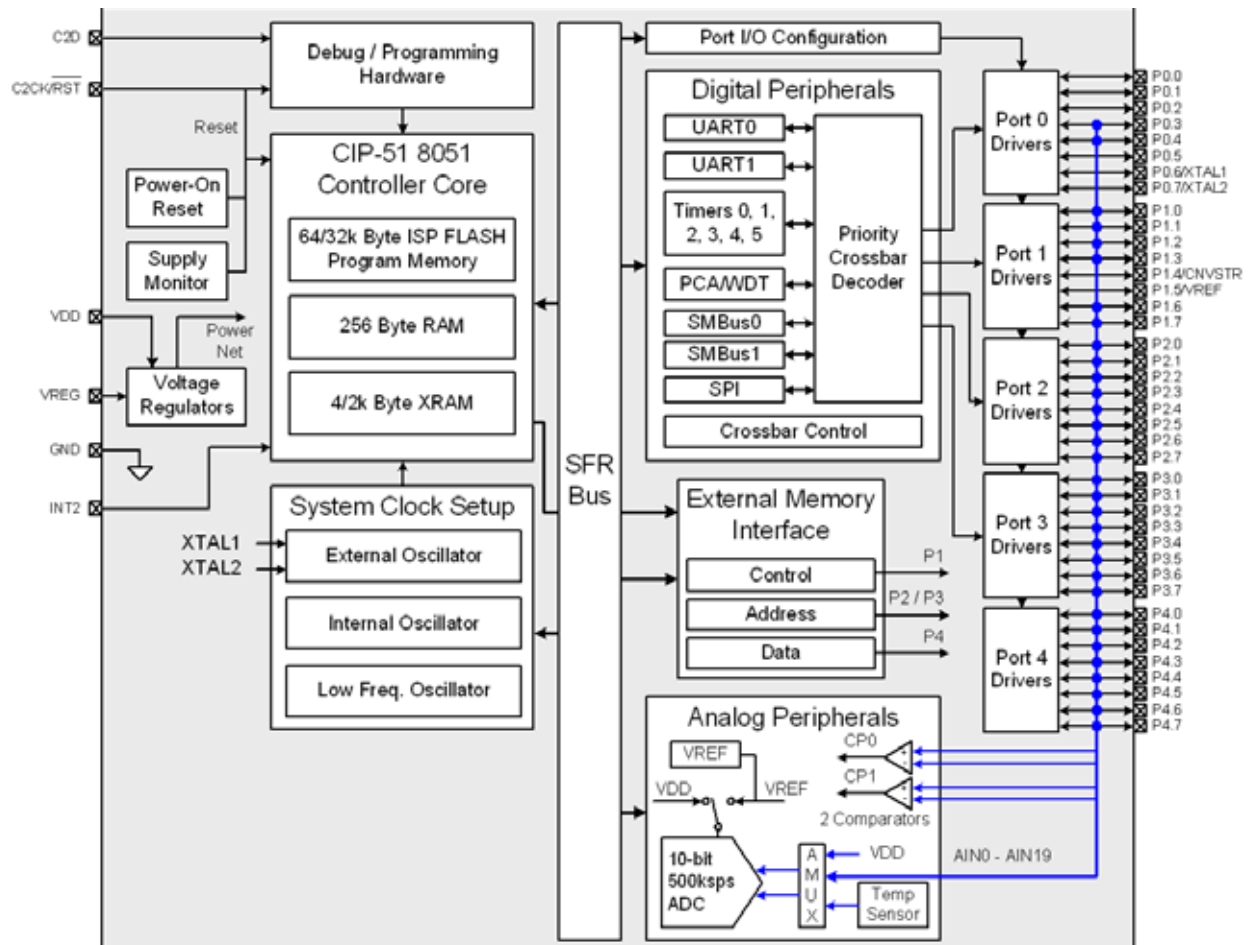 C2D
C2CK/RST
Debug / Programming
Hardware
Reset
CIP-51 8051
Controller Core
64/32k Byte ISP FLASH
Program Memory
256 Byte RAM
4/2k Byte XRAM
Power-On
Reset
Supply
Monitor
VDD
Power
Net
VREG
Voltage
Regulators
GND
INT2
System Clock Setup
XTAL1
XTAL2
External Oscillator
Internal Oscillator
Low Freq. Oscillator
SFR
Bus
Port I/O Configuration
Digital Peripherals
UART0
UART1
Timers 0, 1,
2, 3, 4, 5
PCA/WDT
SMBus0
SMBus1
SPI
Priority
Crossbar
Decoder
Crossbar Control
External Memory
Interface
Control
Address
Data
P1
P2 / P3
P4
Analog Peripherals
VREF
VDD
VREF
CP0
+
-
CP1
+
-
2 Comparators
10-bit
500ksps
ADC
A
M
U
X
VDD
Temp
Sensor
AIN0 - AIN19
Port 0
Drivers
Port 1
Drivers
Port 2
Drivers
Port 3
Drivers
Port 4
Drivers
P0.0
P0.1
P0.2
P0.3
P0.4
P0.5
P0.6/XTAL1
P0.7/XTAL2
P1.0
P1.1
P1.2
P1.3
P1.4/CNVSTR
P1.5/VREF
P1.6
P1.7
P2.0
P2.1
P2.2
P2.3
P2.4
P2.5
P2.6
P2.7
P3.0
P3.1
P3.2
P3.3
P3.4
P3.5
P3.6
P3.7
P4.0
P4.1
P4.2
P4.3
P4.4
P4.5
P4.6
P4.7